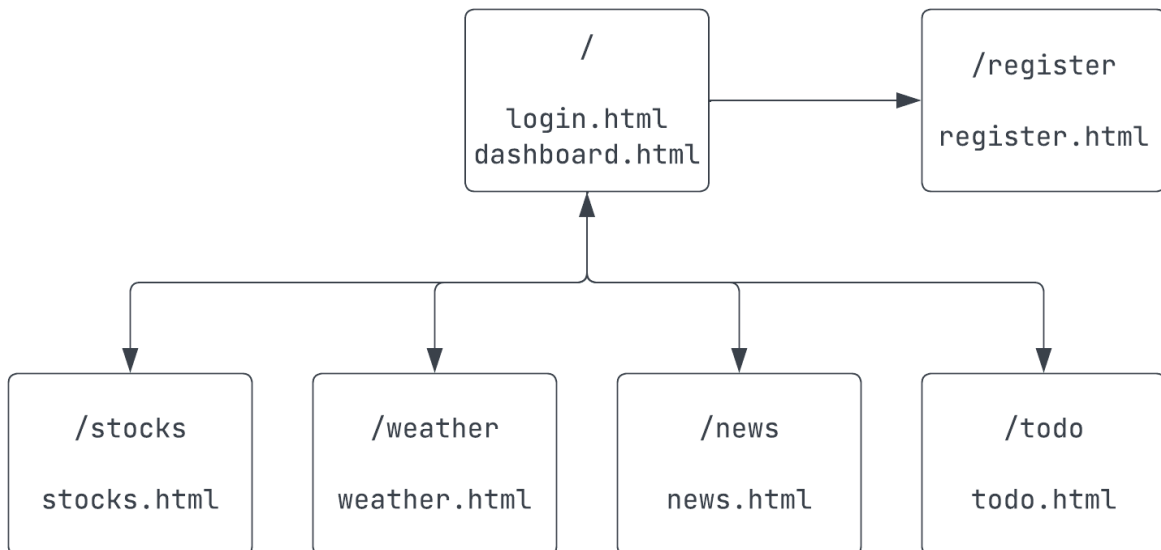 /
login.html
dashboard.html
/register
register.html
/stocks
stocks.html
/weather
weather.html
/news
news.html
/todo
todo.html